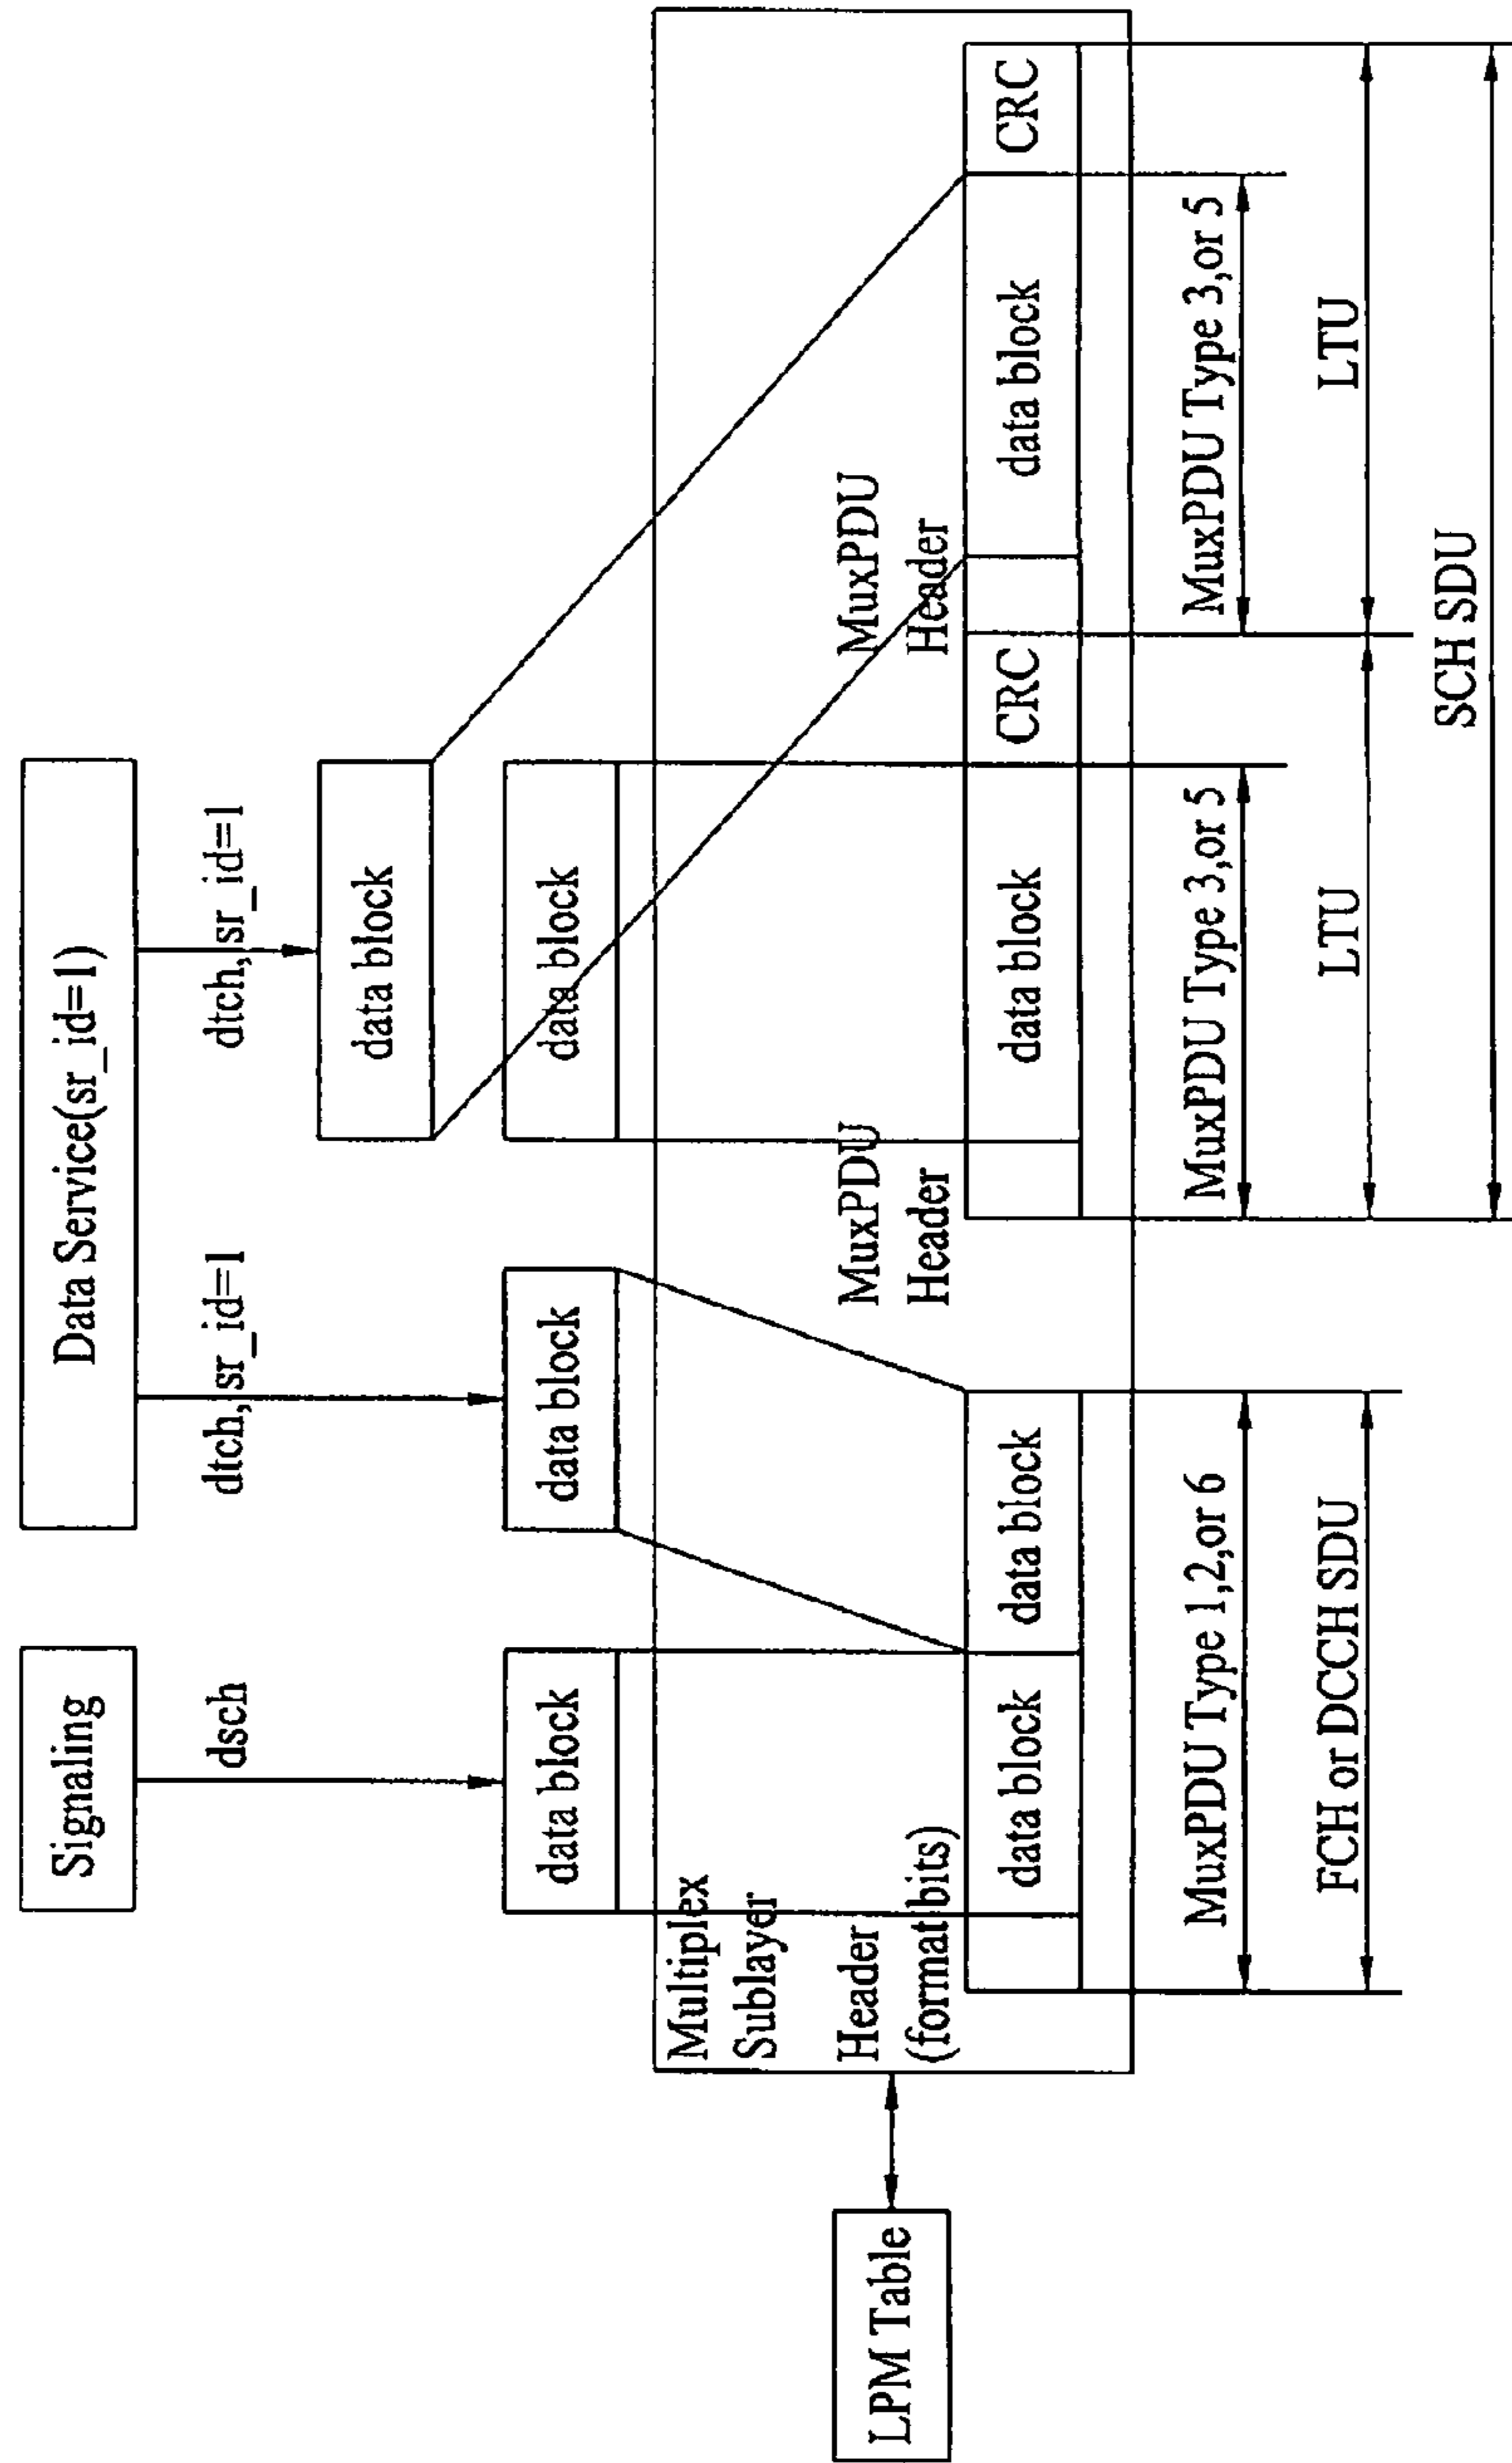 Signaling
Data Service(sr_id=1)
dsch
dtch,sr_id=1
dtch,sr_id=1
data block
data block
data block
data block
Multiplex
Sublayer
LPM Table
Header
(format bits)
MuxPDU
Header
MuxPDU
Header
data block
data block
data block
CRC
data block
CRC
MuxPDU Type 1,2,or 6
MuxPDU Type 3,or 5
MuxPDU Type 3,or 5
FCH or DCCH SDU
LTU
LTU
SCH SDU